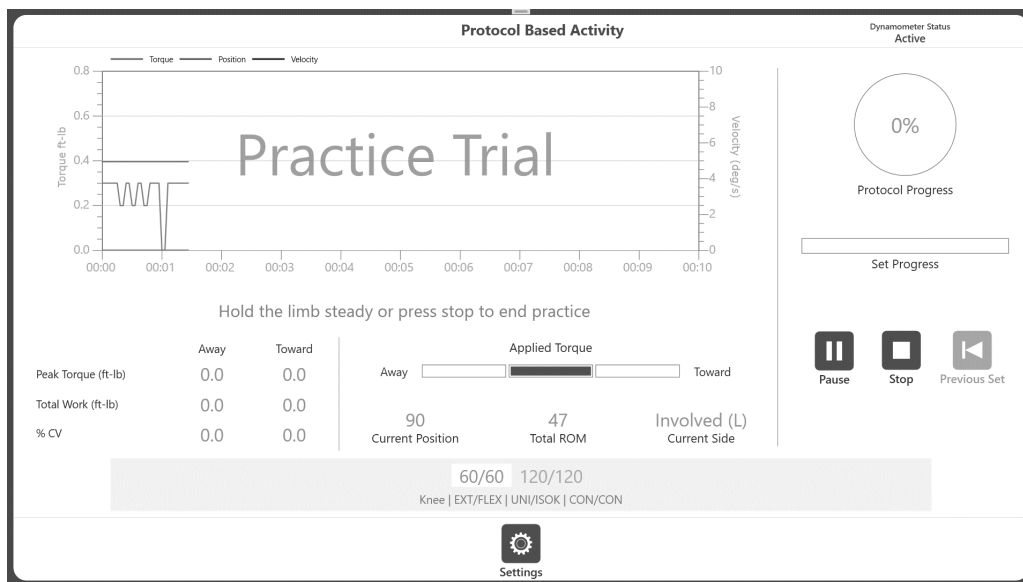 Protocol Based Activity
Dynamometer Status
Active
Torque Position Velocity
0.8
0.6
0.4
0.2
0.0
Torque ft-lb
Practice Trial
10
8
6
4
2
0
Velocity (deg/s)
00:00 00:01 00:02 00:03 00:04 00:05 00:06 00:07 00:08 00:09 00:10
0%
Protocol Progress
Set Progress
Hold the limb steady or press stop to end practice
Away Toward
Peak Torque (ft-lb) 0.0 0.0
Total Work (ft-lb) 0.0 0.0
% CV 0.0 0.0
Applied Torque
Away Toward
90 47 Involved (L)
Current Position Total ROM Current Side
Pause Stop Previous Set
60/60 120/120
Knee | EXT/FLEX | UNI/ISOK | CON/CON
Settings